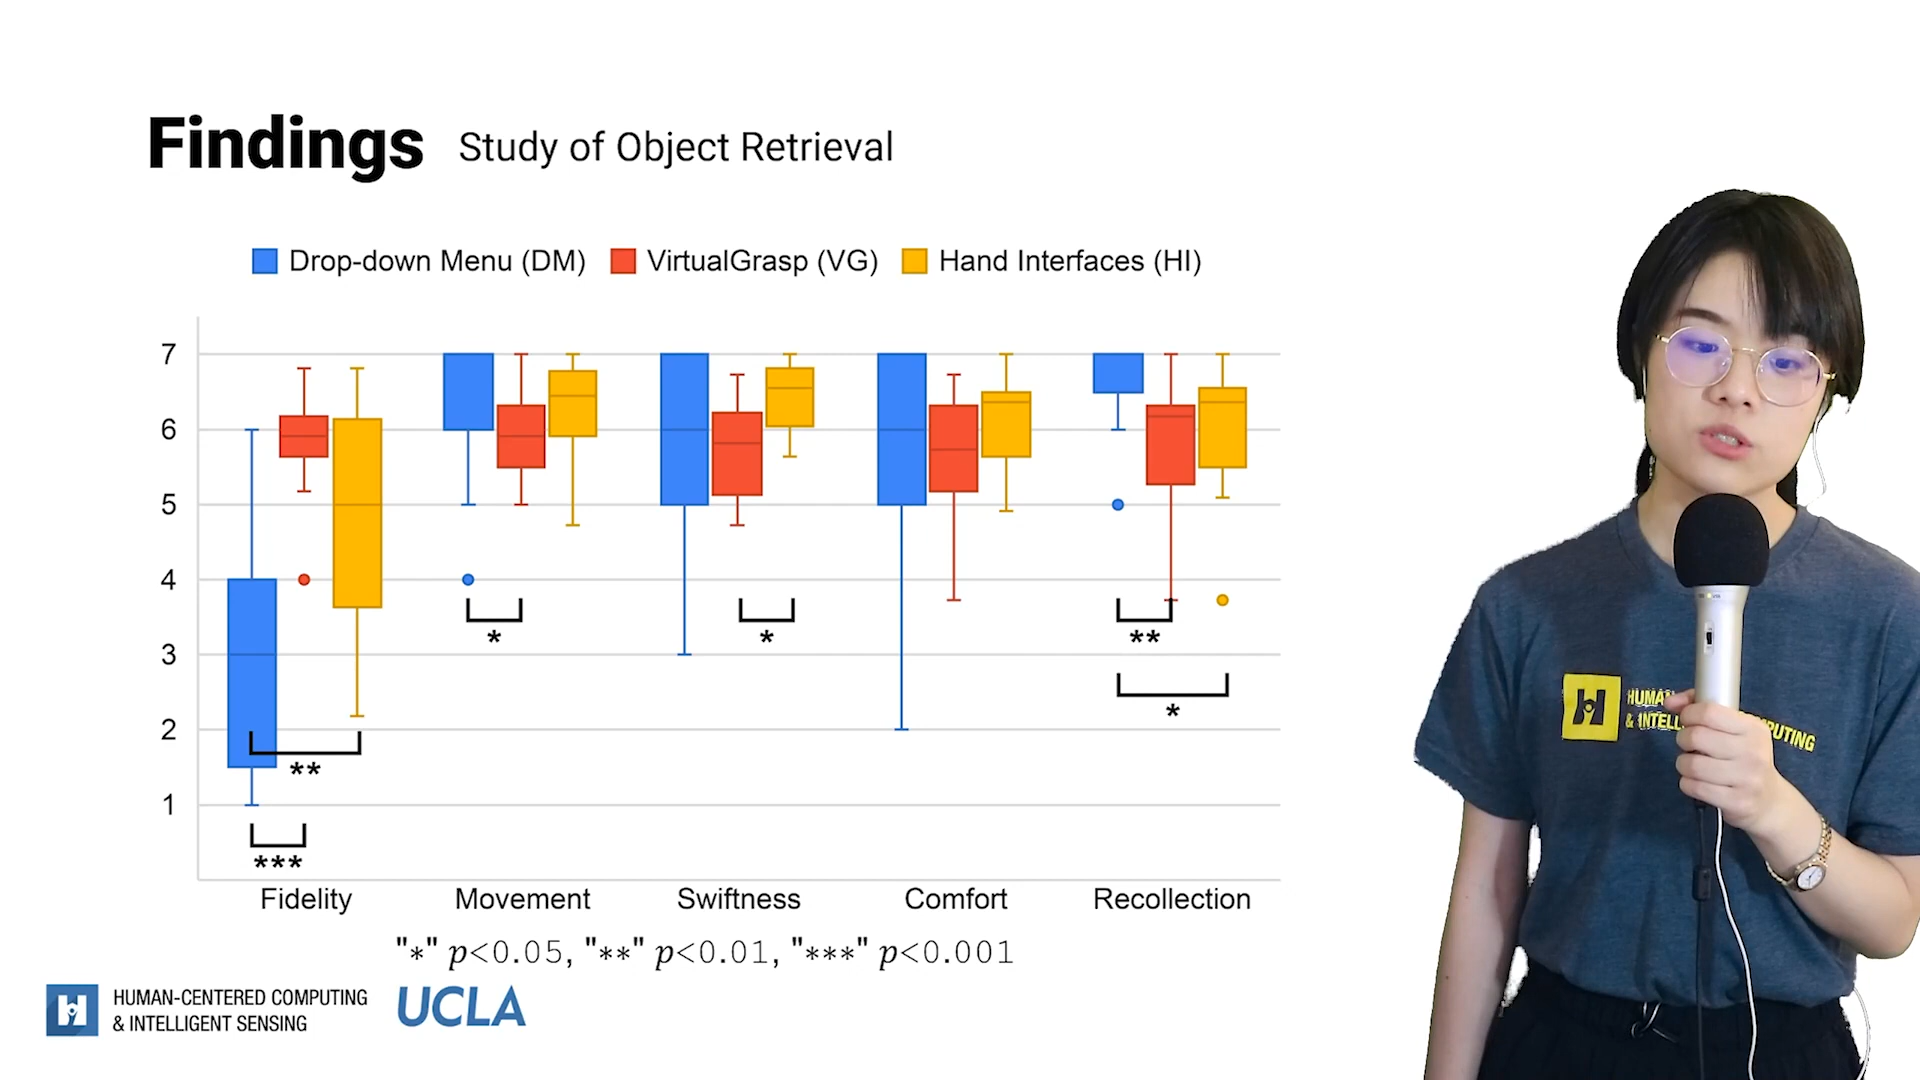 Findings Study of Object Retrieval
Drop-down Menu (DM) VirtualGrasp (VG) Hand Interfaces (HI)
7
6
5
4
3
2
1
* * ** * ** ***
Fidelity Movement Swiftness Comfort Recollection
"*" p<0.05, "**" p<0.01, "***" p<0.001
HUMAN-CENTERED COMPUTING
& INTELLIGENT SENSING
UCLA
H